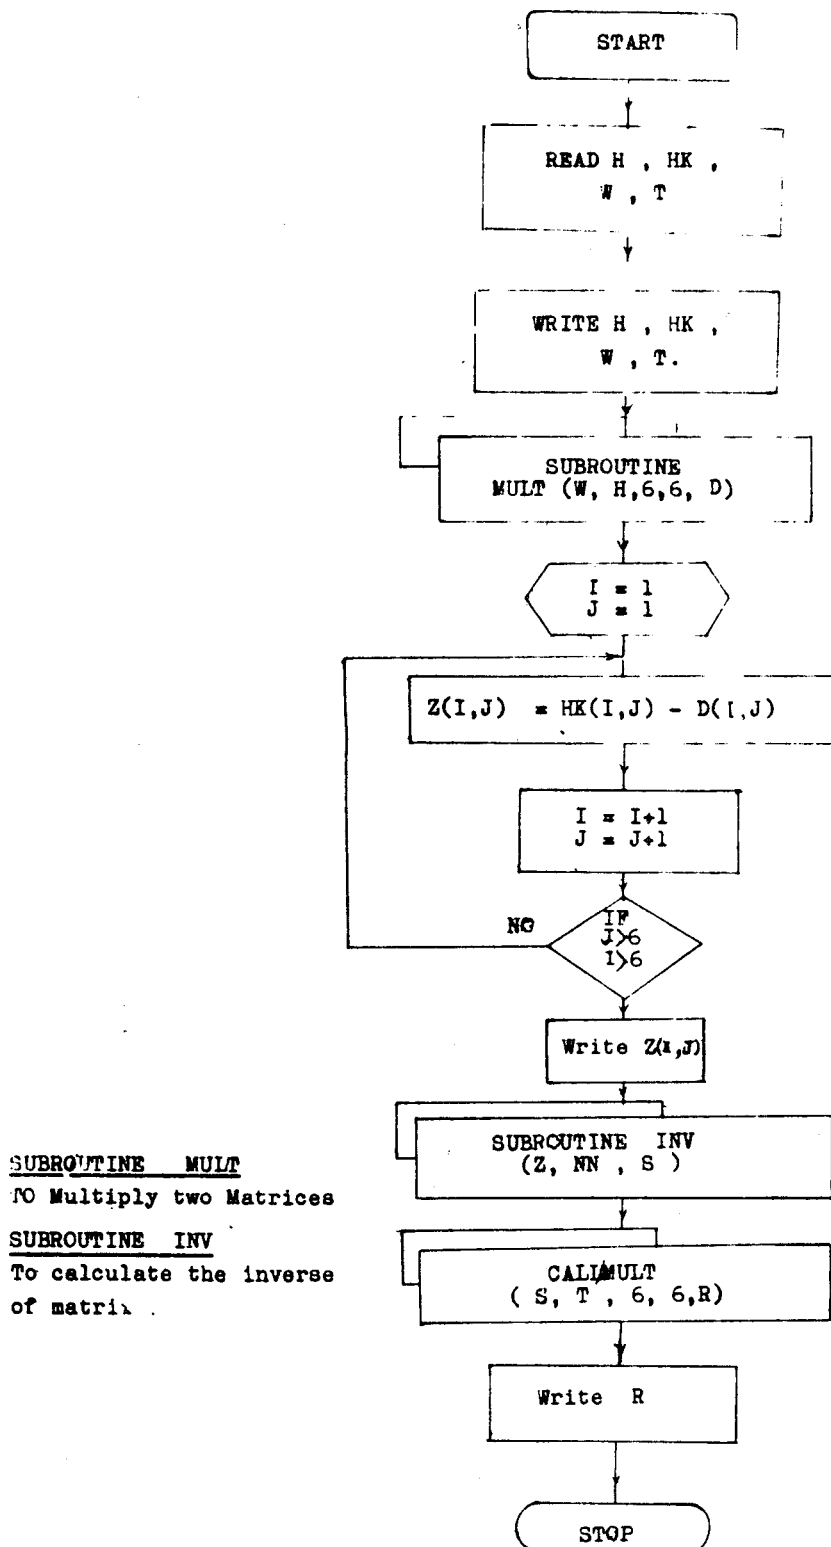 START
READ H , HK ,
W , T
WRITE H , HK ,
W , T.
SUBROUTINE
MULT (W, H,6,6, D)
I = 1
J = 1
Z(I,J) = HK(I,J) - D(I,J)
I = I+1
J = J+1
NO
IF
J>6
I>6
Write Z(I,J)
SUBROUTINE INV
(Z, NN , S )
SUBROUTINE MULT
TO Multiply two Matrices
SUBROUTINE INV
To calculate the inverse
of matrix .
CALL MULT
( S, T , 6, 6,R)
Write R
STOP